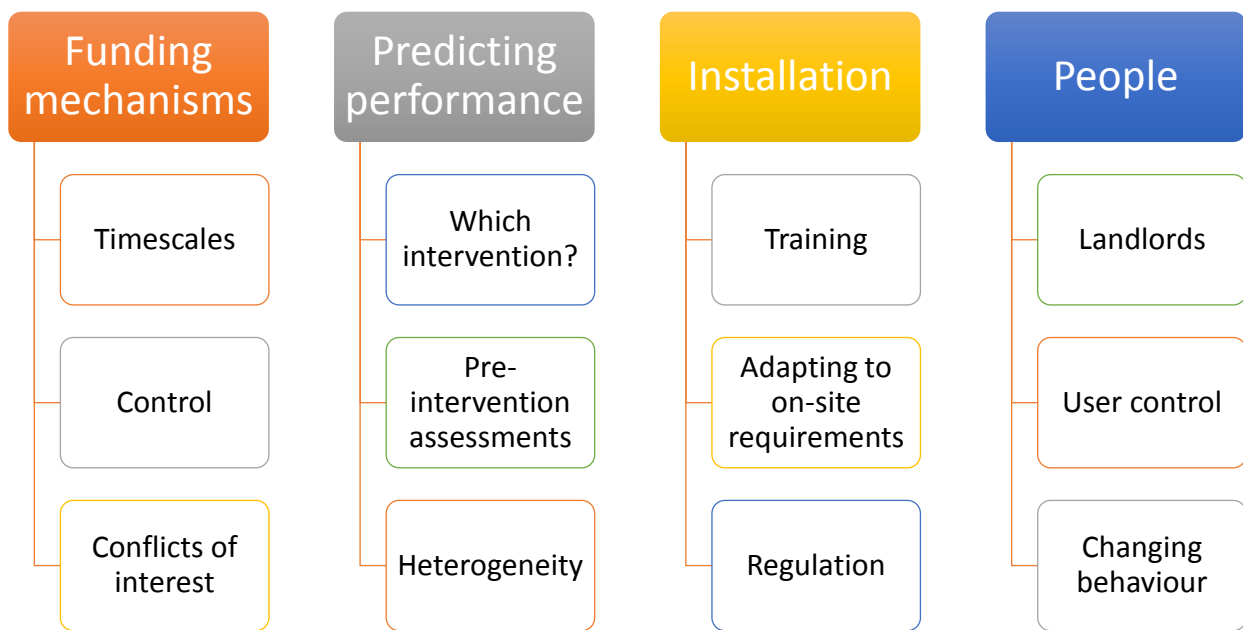 Funding
mechanisms
Timescales
Control
Conflicts of
interest
Predicting
performance
Which
intervention?
Pre-
intervention
assessments
Heterogeneity
Installation
Training
Adapting to
on-site
requirements
Regulation
People
Landlords
User control
Changing
behaviour